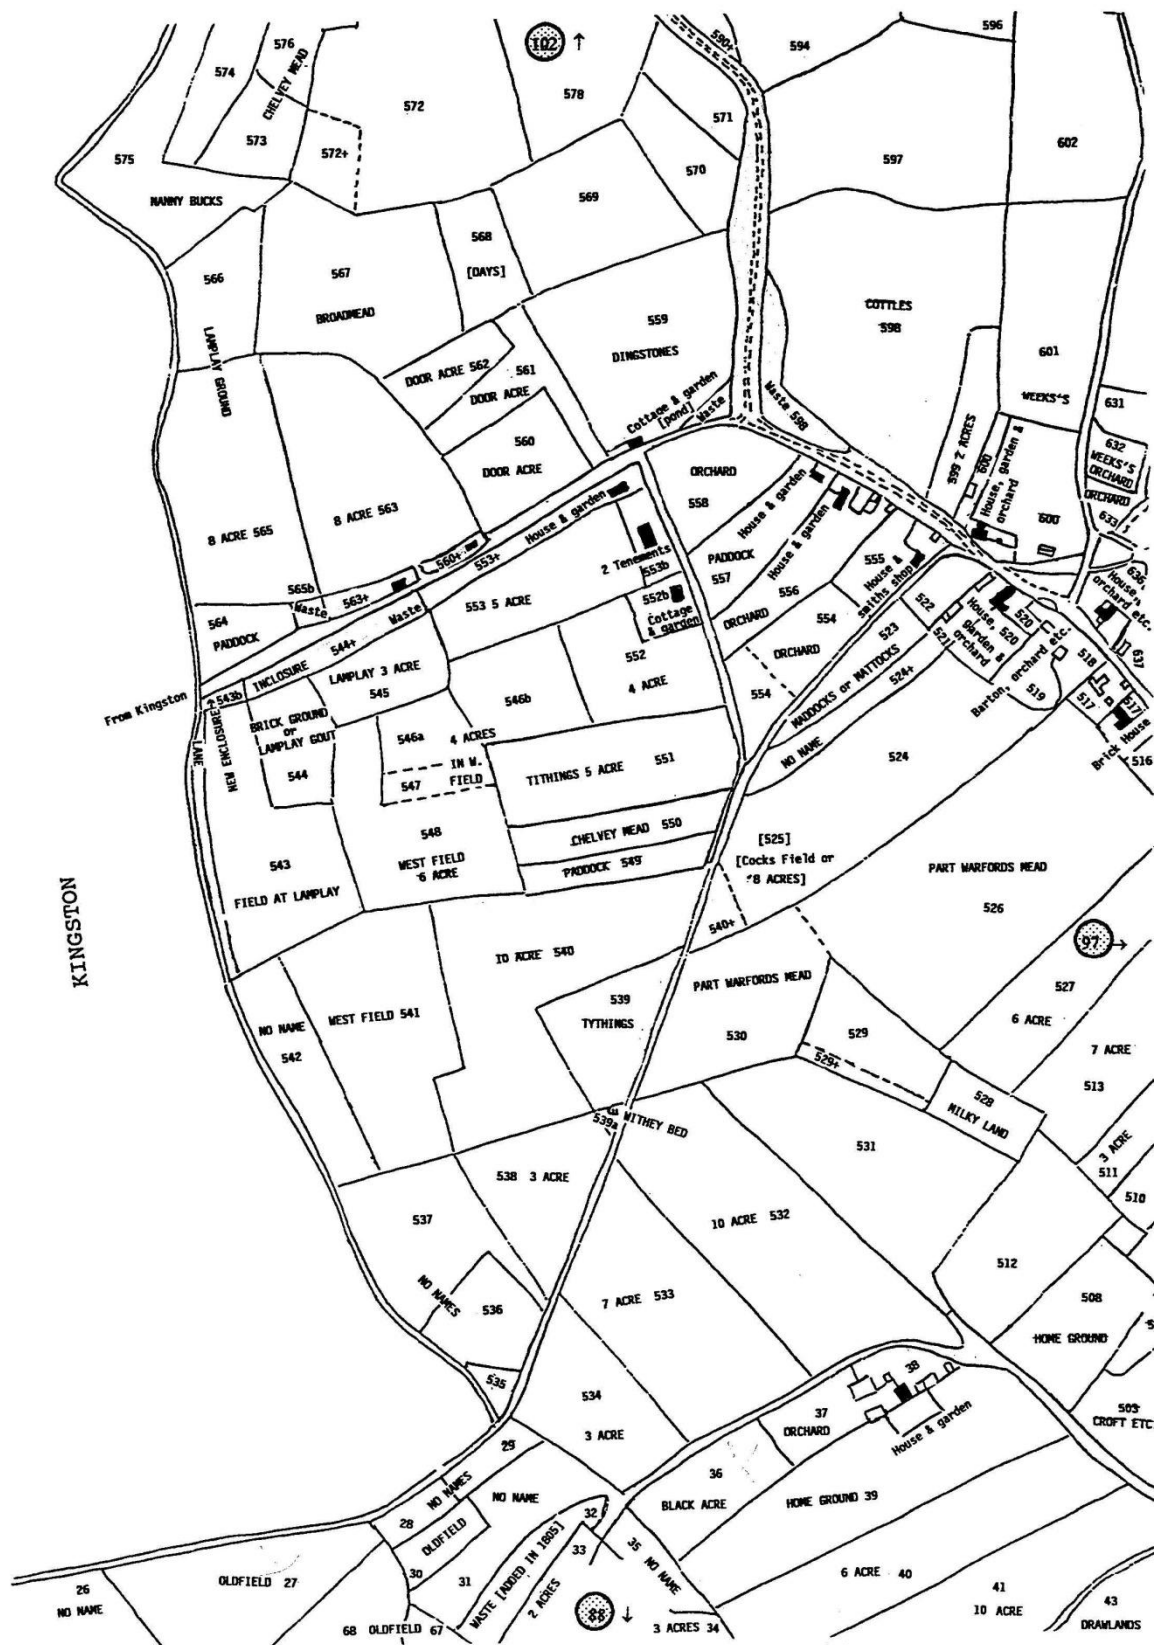 102 ↑
576
574
CHELVEY MEAD
573
572+
572
578
590+
594
596
571
570
575
NANNY BUCKS
597
602
569
568
[DAYS]
566
567
BROADMEAD
LAMPLAY GROUND
559
DINGSTONES
COTTLES
598
601
WEEK'S
DOOR ACRE 562
561
DOOR ACRE
560
DOOR ACRE
Cottage & garden
[pond]
Waste
Waste 598
599 2 ACRES
600
House, garden &
orchard
600
631
632
WEEKS'S
ORCHARD
ORCHARD
633
636,
House,
orchard etc.
637
8 ACRE 565
8 ACRE 563
ORCHARD
558
House & garden
PADDOCK
557
House & garden
556
ORCHARD
555
House &
smiths shop
554
ORCHARD
554
522
523
521
House,
garden &
orchard
520
520
Barton, orchard etc.
519
518
517
517
Brick House
516
560+
553+
House & garden
2 Tenements
553b
552b
Cottage
& garden
565b
Waste
563+
Waste
553 5 ACRE
564
PADDOCK
INCLOSURE
544+
543b
From Kingston
LANE
NEW ENCLOSURE
LAMPLAY 3 ACRE
545
BRICK GROUND
or
LAMPLAY GOUT
544
546a
546b
4 ACRES
IN W.
FIELD
547
552
4 ACRE
TITHINGS 5 ACRE 551
CHELVEY MEAD 550
PADDOCK 549
MADDOCKS OR MATTOCKS
524+
NO NAME
524
548
WEST FIELD
6 ACRE
543
FIELD AT LAMPLAY
[525]
[Cocks Field or
8 ACRES]
PART WARFORDS MEAD
526
KINGSTON
540+
97 →
10 ACRE 540
527
6 ACRE
7 ACRE
513
NO NAME
542
WEST FIELD 541
539
TYTHINGS
PART WARFORDS MEAD
530
529
529+
528
MILKY LAND
3 ACRE
511
510
539a
WITHEY BED
531
538 3 ACRE
537
10 ACRE 532
512
508
HOME GROUND
NO NAMES
536
7 ACRE 533
535
534
3 ACRE
38
37
ORCHARD
House & garden
503
CROFT ETC
29
NO NAMES
28
NO NAME
OLDFIELD
30
31
32
33
36
BLACK ACRE
HOME GROUND 39
35 NO NAME
WASTE [ADDED IN 1805]
2 ACRES
88 ↓
3 ACRES 34
6 ACRE 40
41
10 ACRE
43
DRAWLANDS
26
NO NAME
OLDFIELD 27
68 OLDFIELD 67